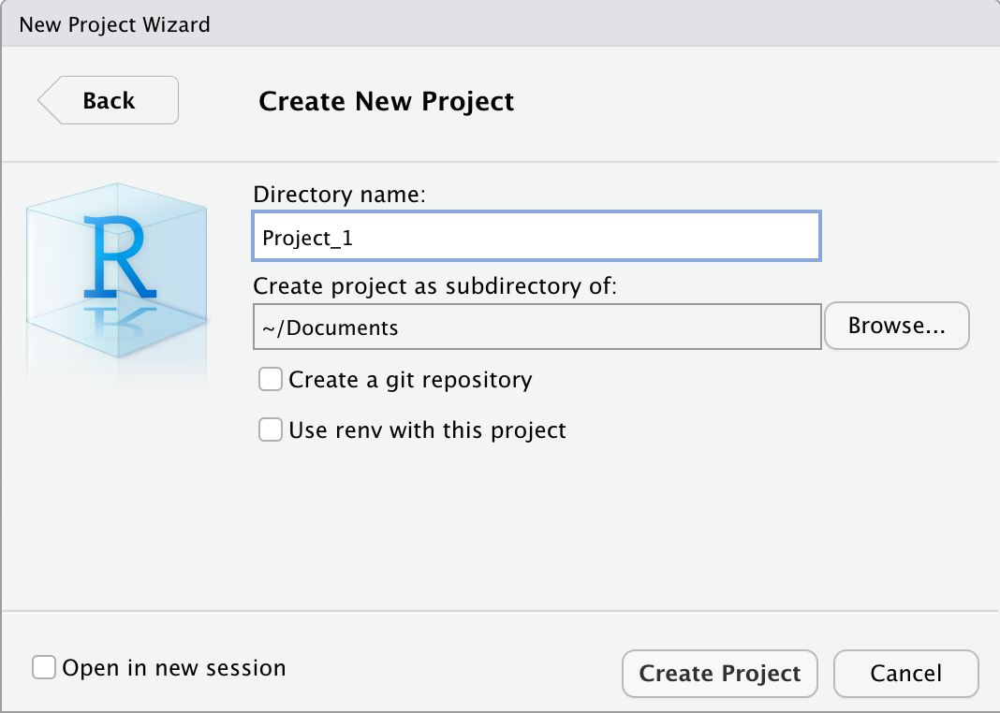 New Project Wizard
Back
Create New Project
R
Directory name:
Project_1
Create project as subdirectory of:
~/Documents
Browse...
Create a git repository
Use renv with this project
Open in new session
Create Project
Cancel